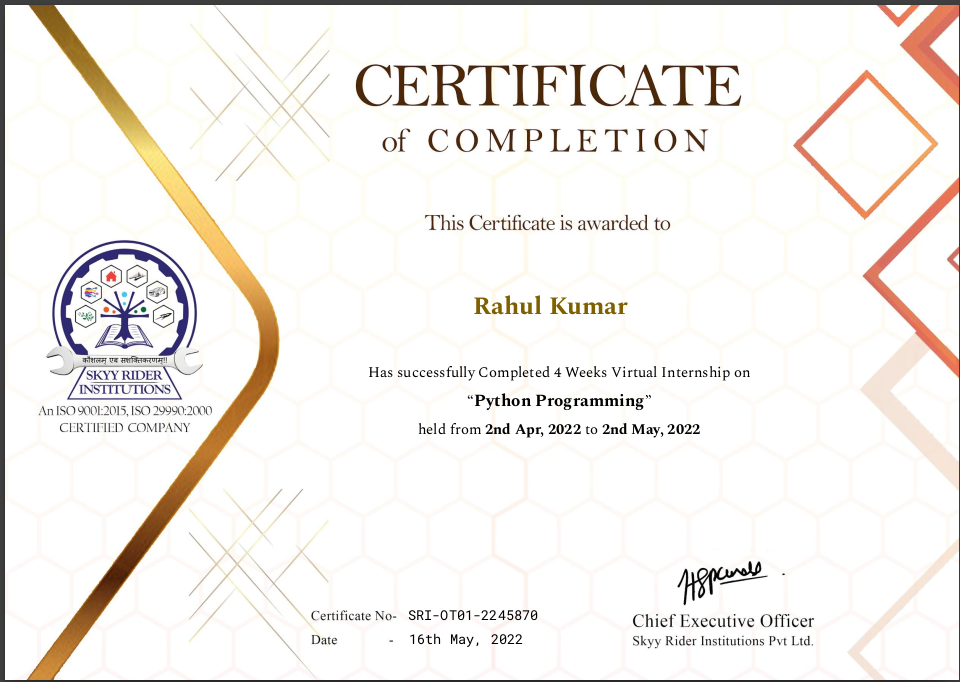 CERTIFICATE
of COMPLETION
This Certificate is awarded to
Rahul Kumar
कौशलम् एव सशक्तिकरणम्!!
SKYY RIDER
INSTITUTIONS
An ISO 9001:2015, ISO 29990:2000
CERTIFIED COMPANY
Has successfully Completed 4 Weeks Virtual Internship on
“Python Programming”
held from 2nd Apr, 2022 to 2nd May, 2022
Certificate No- SRI-OT01-2245870
Date - 16th May, 2022
Chief Executive Officer
Skyy Rider Institutions Pvt Ltd.